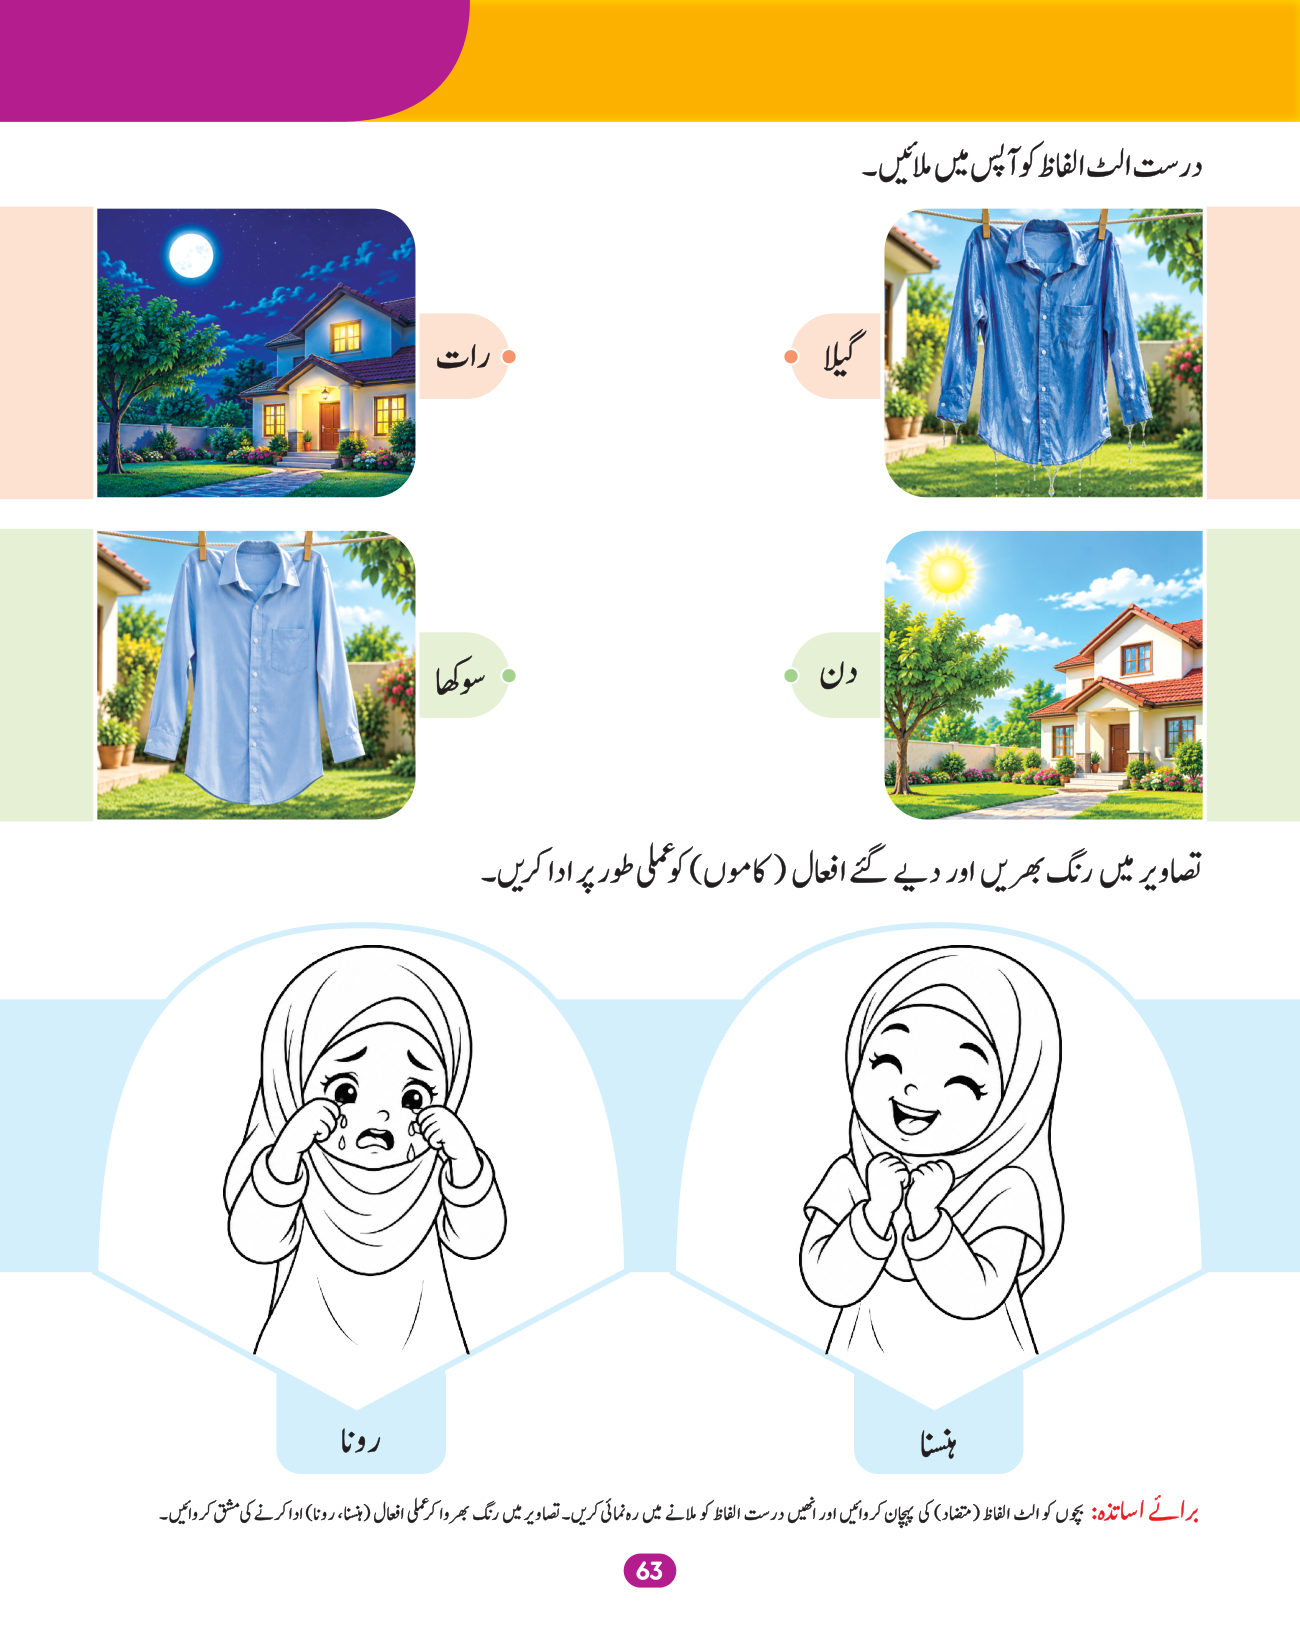 درست الٹ الفاظ کو آپس میں ملائیں۔
گیلا
رات
دن
سوکھا
تصاویر میں رنگ بھریں اور دیے گئے افعال (کاموں) کو عملی طور پر ادا کریں۔
ہنسنا
رونا
برائے اساتذہ: بچوں کو الٹ الفاظ (متضاد) کی پہچان کروائیں اور انھیں درست الفاظ کو ملانے میں رہ نمائی کریں۔ تصاویر میں رنگ بھروا کر عملی افعال (ہنسنا، رونا) ادا کرنے کی مشق کروائیں۔
63